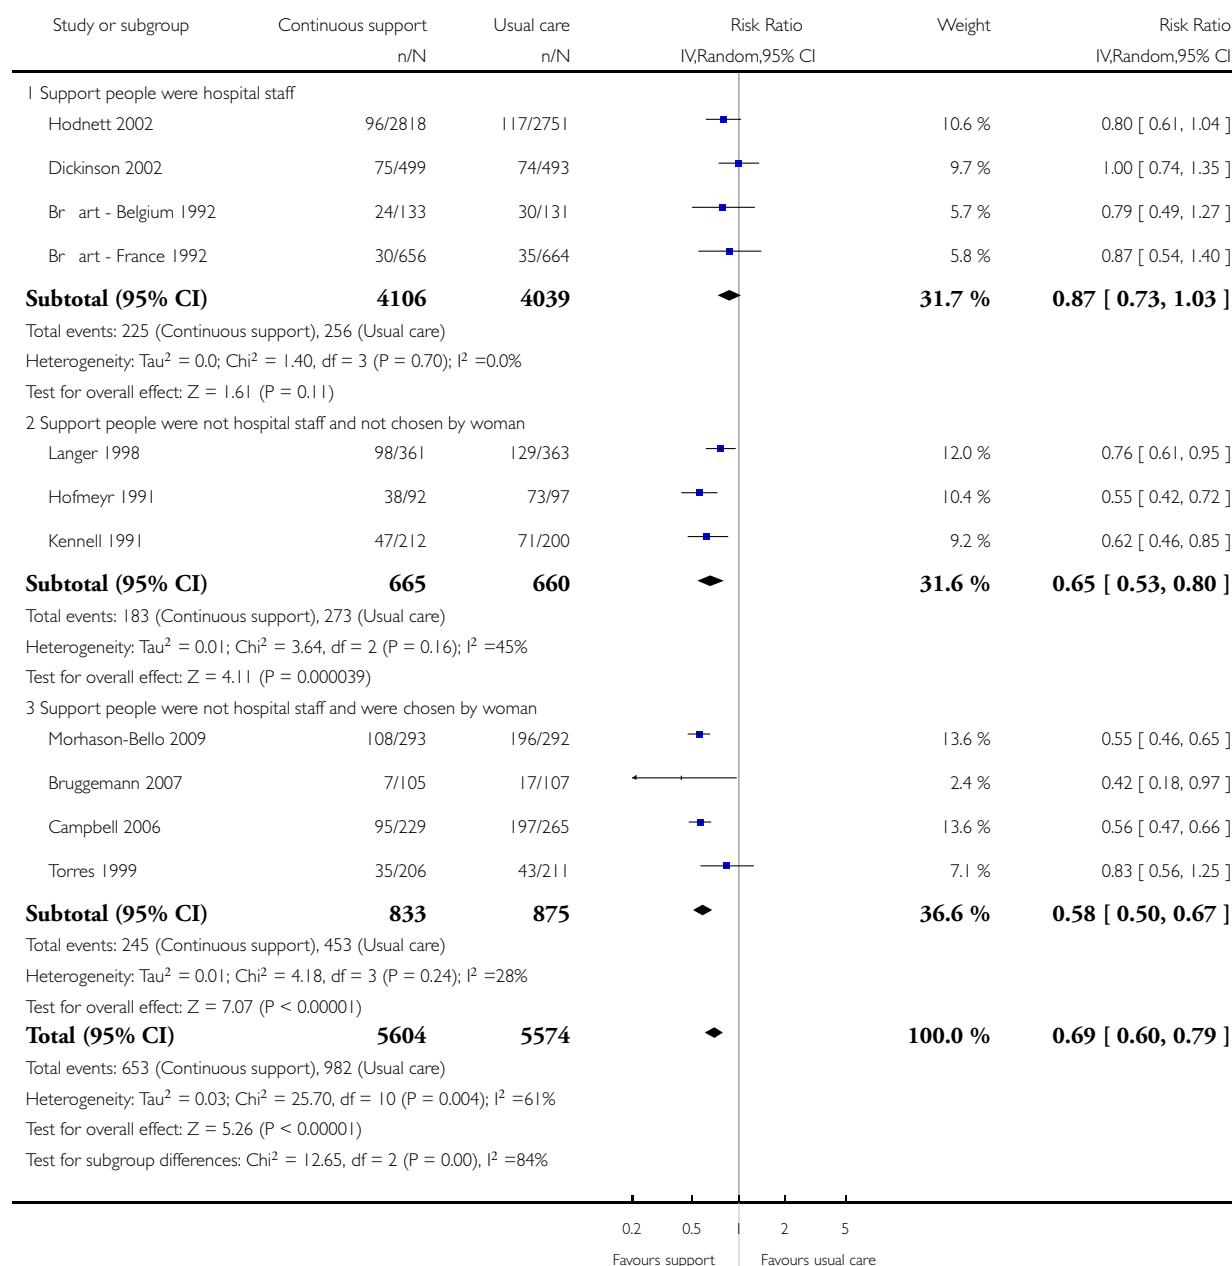 Study or subgroup Continuous support Usual care Risk Ratio Weight Risk Ratio
n/N n/N IV,Random,95% CI IV,Random,95% CI
1 Support people were hospital staff
Hodnett 2002 96/2818 117/2751 10.6 % 0.80 [ 0.61, 1.04 ]
Dickinson 2002 75/499 74/493 9.7 % 1.00 [ 0.74, 1.35 ]
Br art - Belgium 1992 24/133 30/131 5.7 % 0.79 [ 0.49, 1.27 ]
Br art - France 1992 30/656 35/664 5.8 % 0.87 [ 0.54, 1.40 ]
Subtotal (95% CI) 4106 4039 31.7 % 0.87 [ 0.73, 1.03 ]
Total events: 225 (Continuous support), 256 (Usual care)
Heterogeneity: Tau² = 0.0; Chi² = 1.40, df = 3 (P = 0.70); I² =0.0%
Test for overall effect: Z = 1.61 (P = 0.11)
2 Support people were not hospital staff and not chosen by woman
Langer 1998 98/361 129/363 12.0 % 0.76 [ 0.61, 0.95 ]
Hofmeyr 1991 38/92 73/97 10.4 % 0.55 [ 0.42, 0.72 ]
Kennell 1991 47/212 71/200 9.2 % 0.62 [ 0.46, 0.85 ]
Subtotal (95% CI) 665 660 31.6 % 0.65 [ 0.53, 0.80 ]
Total events: 183 (Continuous support), 273 (Usual care)
Heterogeneity: Tau² = 0.01; Chi² = 3.64, df = 2 (P = 0.16); I² =45%
Test for overall effect: Z = 4.11 (P = 0.000039)
3 Support people were not hospital staff and were chosen by woman
Morhason-Bello 2009 108/293 196/292 13.6 % 0.55 [ 0.46, 0.65 ]
Bruggemann 2007 7/105 17/107 2.4 % 0.42 [ 0.18, 0.97 ]
Campbell 2006 95/229 197/265 13.6 % 0.56 [ 0.47, 0.66 ]
Torres 1999 35/206 43/211 7.1 % 0.83 [ 0.56, 1.25 ]
Subtotal (95% CI) 833 875 36.6 % 0.58 [ 0.50, 0.67 ]
Total events: 245 (Continuous support), 453 (Usual care)
Heterogeneity: Tau² = 0.01; Chi² = 4.18, df = 3 (P = 0.24); I² =28%
Test for overall effect: Z = 7.07 (P < 0.00001)
Total (95% CI) 5604 5574 100.0 % 0.69 [ 0.60, 0.79 ]
Total events: 653 (Continuous support), 982 (Usual care)
Heterogeneity: Tau² = 0.03; Chi² = 25.70, df = 10 (P = 0.004); I² =61%
Test for overall effect: Z = 5.26 (P < 0.00001)
Test for subgroup differences: Chi² = 12.65, df = 2 (P = 0.00), I² =84%
0.2 0.5 1 2 5
Favours support Favours usual care